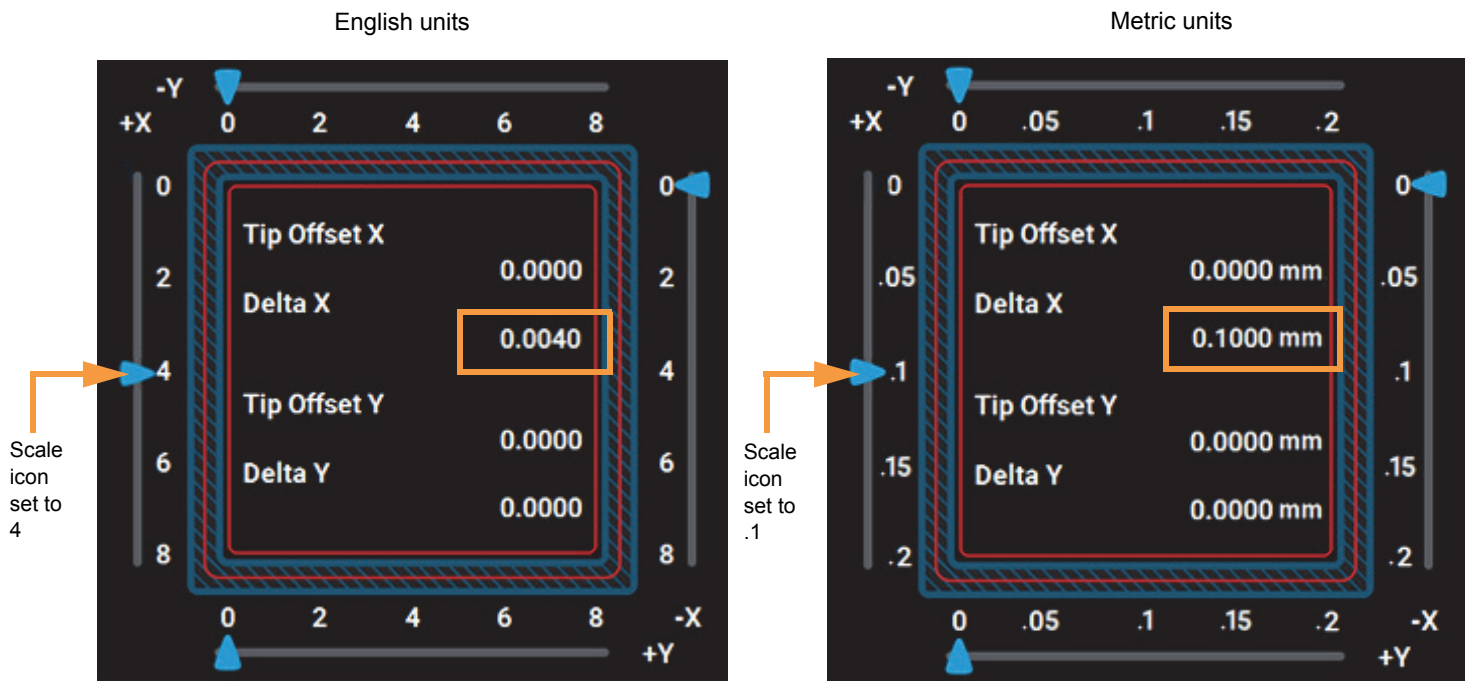 English units
-Y
+X 0 2 4 6 8
0 0
Tip Offset X
0.0000
2 2
Delta X
0.0040
4 4
Tip Offset Y
0.0000
6 6
Delta Y
0.0000
8 8
0 2 4 6 8 -X
+Y
Scale
icon
set to
4
Metric units
-Y
+X 0 .05 .1 .15 .2
0 0
Tip Offset X
0.0000 mm
.05 .05
Delta X
0.1000 mm
.1 .1
Tip Offset Y
0.0000 mm
.15 .15
Delta Y
0.0000 mm
.2 .2
0 .05 .1 .15 .2 -X
+Y
Scale
icon
set to
.1